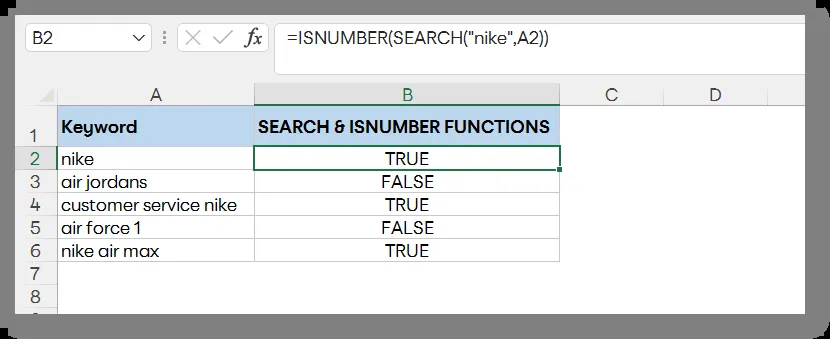 B2 fx =ISNUMBER(SEARCH("nike",A2))
A B C D
1 Keyword SEARCH & ISNUMBER FUNCTIONS
2 nike TRUE
3 air jordans FALSE
4 customer service nike TRUE
5 air force 1 FALSE
6 nike air max TRUE
7
8